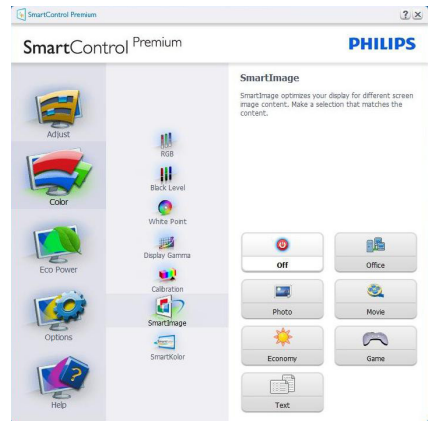 SmartControl Premium
SmartControl Premium
PHILIPS
Adjust
Color
Eco Power
Options
Help
RGB
Black Level
White Point
Display Gamma
Calibration
SmartImage
SmartKolor
SmartImage
SmartImage optimizes your display for different screen
image content. Make a selection that matches the
content.
Off
Office
Photo
Movie
Economy
Game
Text